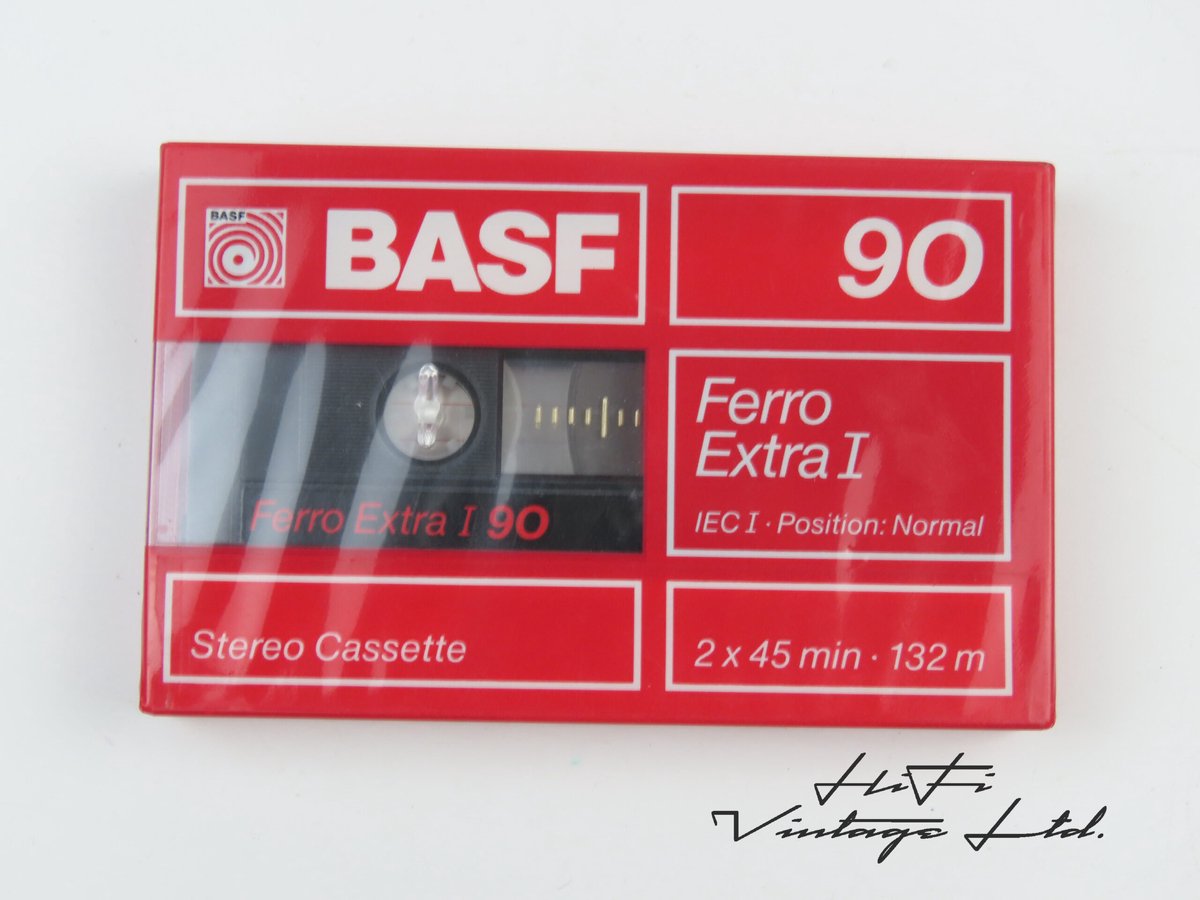 BASF
BASF
90
Ferro
Extra I
IEC I · Position: Normal
Ferro Extra I 90
Stereo Cassette
2 x 45 min · 132 m
HiFi
Vintage Ltd.